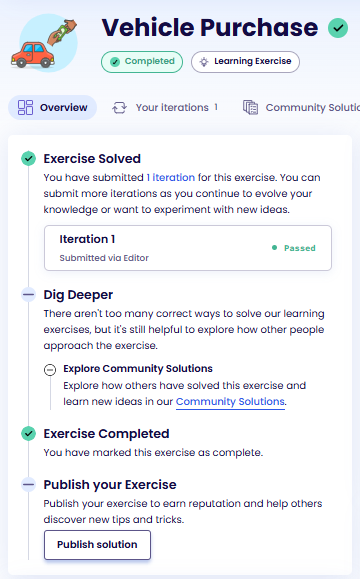 Vehicle Purchase
Completed
Learning Exercise
Overview
Your iterations 1
Community
Exercise Solved
You have submitted 1 iteration for this exercise. You can
submit more iterations as you continue to evolve your
knowledge or want to experiment with new ideas.
Iteration 1
Passed
Submitted via Editor
Dig Deeper
There aren't too many correct ways to solve our learning
exercises, but it's still helpful to explore how other people
approach the exercise.
Explore Community Solutions
Explore how others have solved this exercise and
learn new ideas in our Community Solutions.
Exercise Completed
You have marked this exercise as complete.
Publish your Exercise
Publish your exercise to earn reputation and help others
discover new tips and tricks.
Publish solution